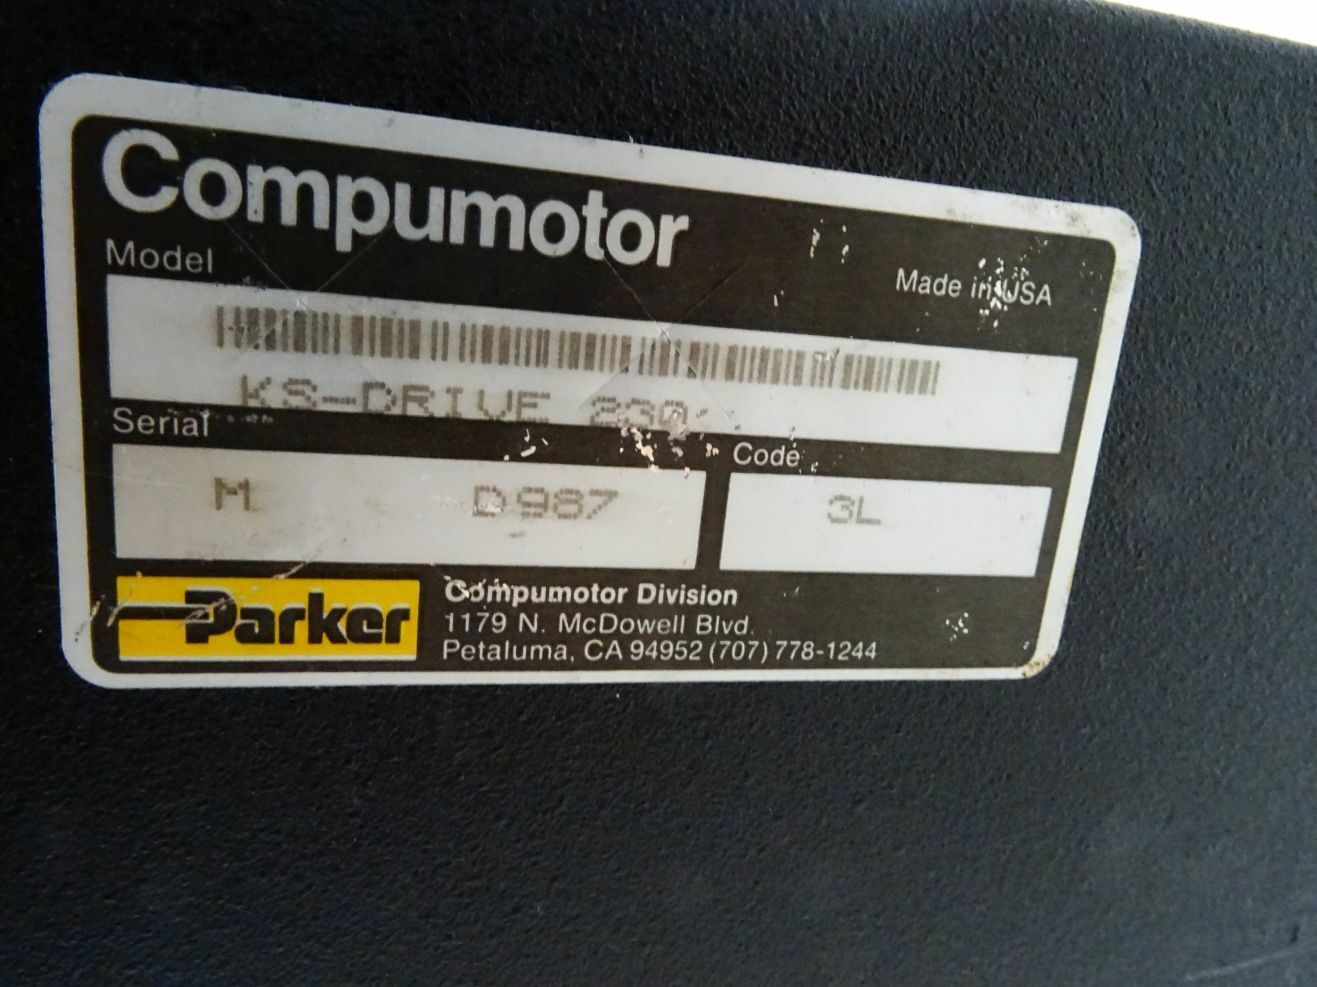 Compumotor
Model
Made in USA
KS-DRIVE 230
Serial
Code
M D987
3L
Parker
Compumotor Division
1179 N. McDowell Blvd.
Petaluma, CA 94952 (707) 778-1244